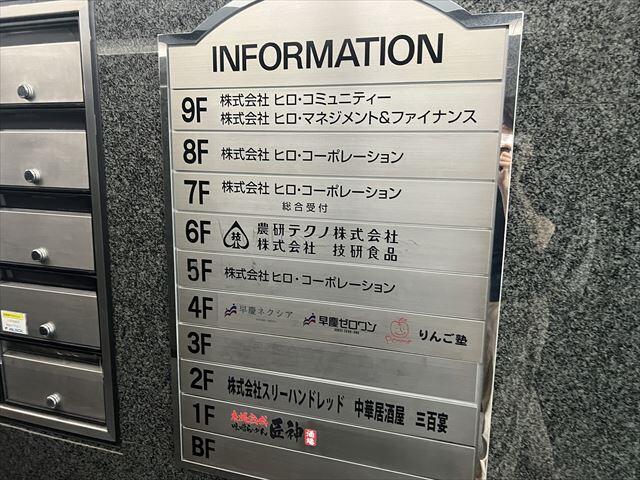 INFORMATION
9F 株式会社 ヒロ・コミュニティー
株式会社 ヒロ・マネジメント&ファイナンス
8F 株式会社 ヒロ・コーポレーション
7F 株式会社 ヒロ・コーポレーション
総合受付
6F 技 農研テクノ株式会社
株式会社 技研食品
5F 株式会社 ヒロ・コーポレーション
4F 早慶ネクシア 早慶ゼロワン りんご塾
3F
2F 株式会社スリーハンドレッド 中華居酒屋 三百宴
1F 匠神 酒場
BF